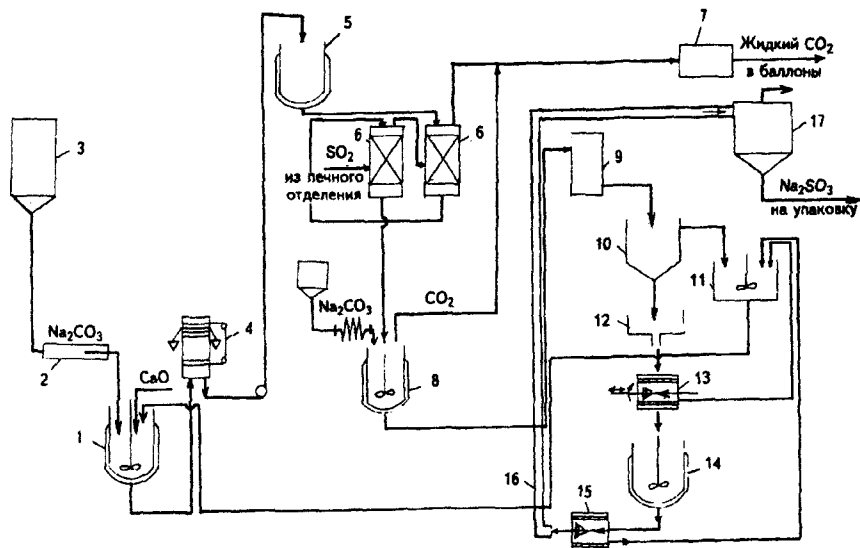 5
7
Жидкий CO₂
в баллоны
3
6
6
SO₂
из печного
отделения
9
17
Na₂SO₃
на упаковку
10
11
Na₂CO₃
CO₂
Na₂CO₃
4
12
2
CaO
8
13
1
14
16
15